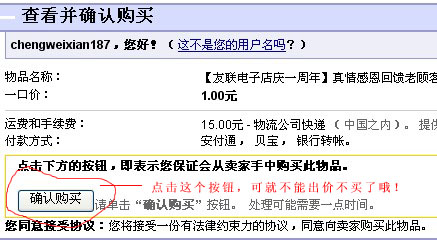 查看并确认购买
chengweixian187，您好！（这不是您的用户名吗？）
物品名称： 【友联电子店庆一周年】真情感恩回馈老顾客
一口价： 1.00元
运费和手续费： 15.00元 - 物流公司快递 （中国之内）。提供
付款方式： 安付通， 贝宝， 银行转帐。
点击下方的按钮，即表示您保证会从卖家手中购买此物品。
点击这个按钮，可就不能出价不买了哦！
确认购买 请单击“确认购买”按钮。 处理可能需要一点时间。
您同意接受协议：您将接受一份有法律约束力的协议，同意向卖家购买此物品。